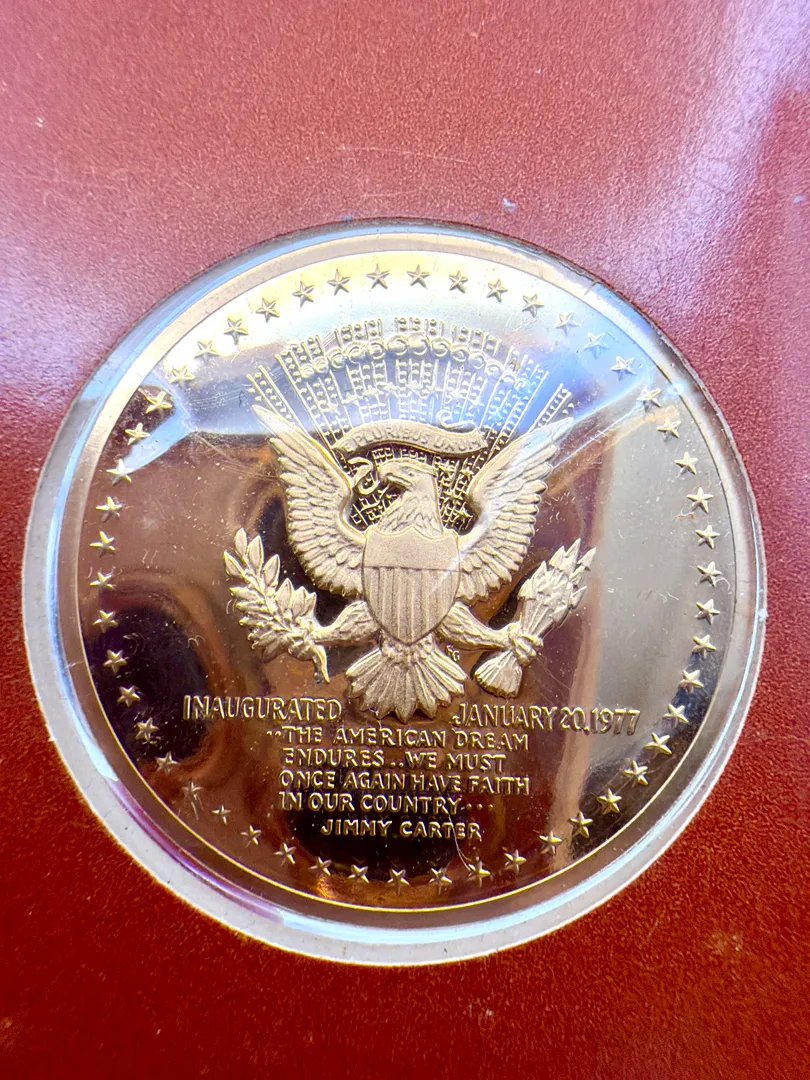 E PLURIBUS UNUM
INAUGURATED JANUARY 20, 1977
"THE AMERICAN DREAM
ENDURES..WE MUST
ONCE AGAIN HAVE FAITH
IN OUR COUNTRY....
JIMMY CARTER